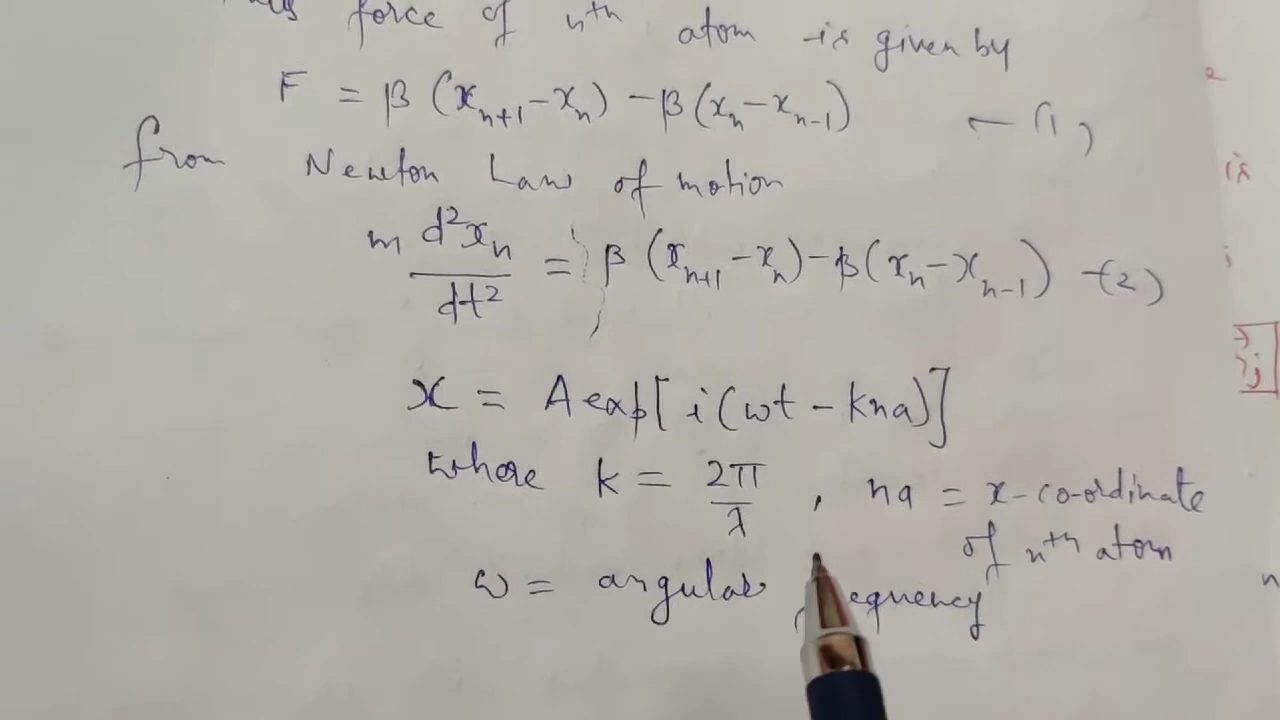 force of nᵗʰ atom is given by
F = β (xₙ₊₁ - xₙ) - β (xₙ - xₙ₋₁) — (1)
from Newton Law of motion
m d²xₙ/dt² = β (xₙ₊₁ - xₙ) - β (xₙ - xₙ₋₁) - (2)
x = A exp[i(ωt - kna)]
where k = 2π/λ , na = x-co-ordinate
of nᵗʰ atom
ω = angular frequency
2
is
n